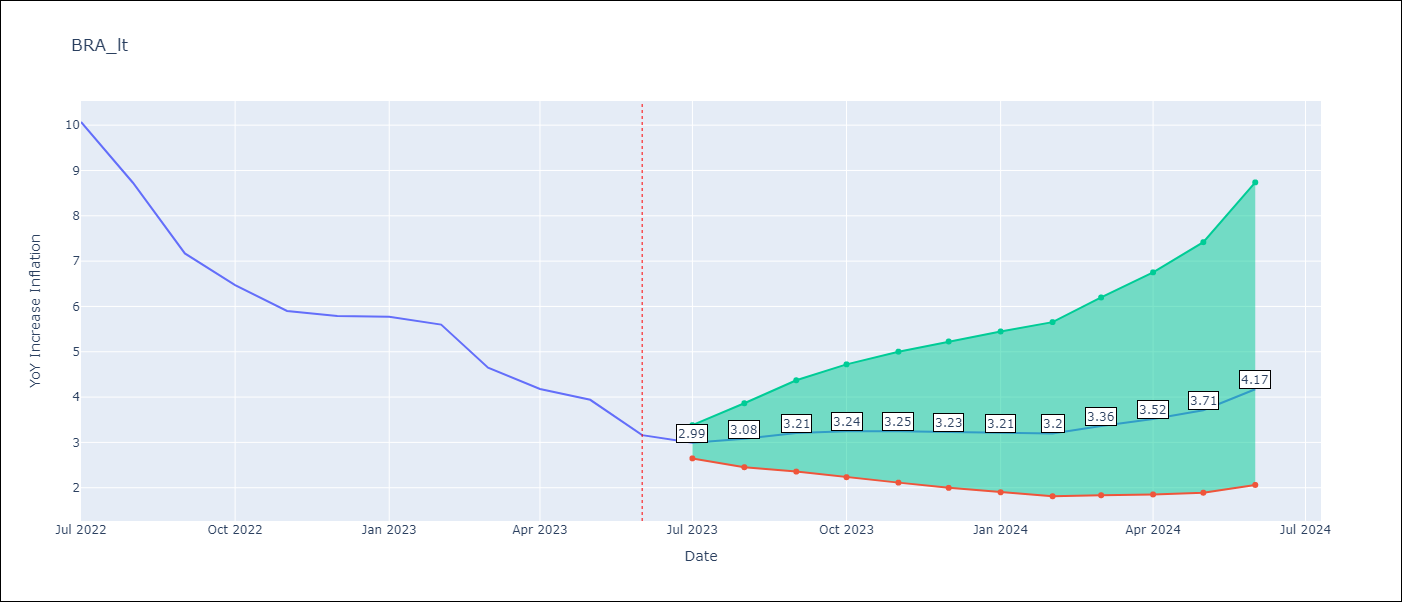 BRA_lt
YoY Increase Inflation
10
9
8
7
6
5
4
3
2
2.99
3.08
3.21
3.24
3.25
3.23
3.21
3.2
3.36
3.52
3.71
4.17
Jul 2022
Oct 2022
Jan 2023
Apr 2023
Jul 2023
Oct 2023
Jan 2024
Apr 2024
Jul 2024
Date